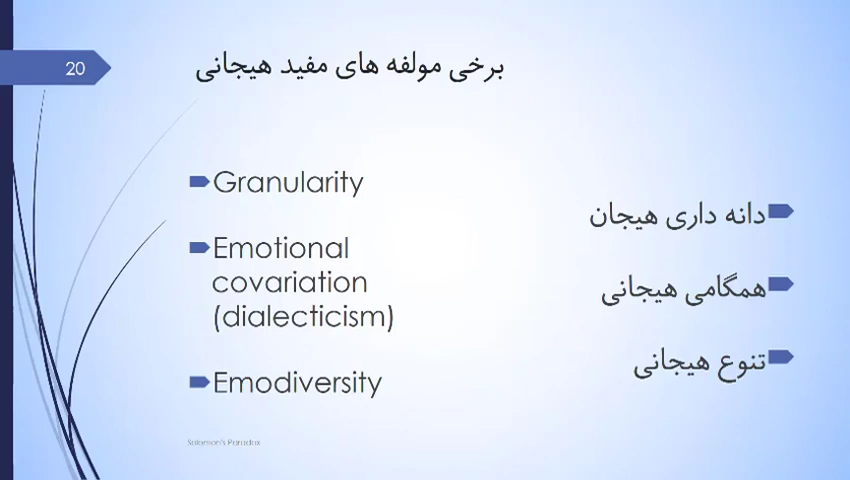 20
برخی مولفه های مفید هیجانی
Granularity
Emotional
covariation
(dialecticism)
Emodiversity
دانه داری هیجان
همگامی هیجانی
تنوع هیجانی
Solomon's Paradox